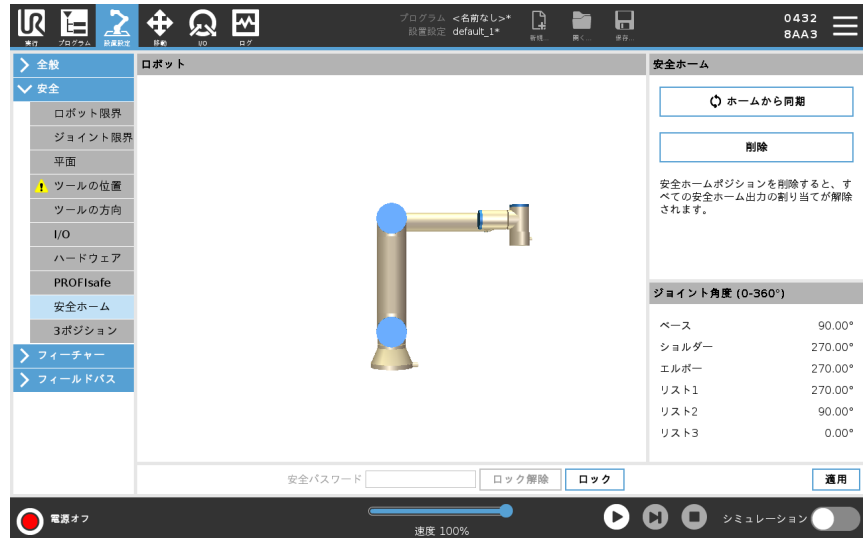 プログラム <名前なし>*
設置設定 default_1*
0432
8AA3
実行
プログラム
設置設定
移動
I/O
ログ
新規...
開く...
保存...
全般
安全
ロボット限界
ジョイント限界
平面
ツールの位置
ツールの方向
I/O
ハードウェア
PROFIsafe
安全ホーム
3ポジション
フィーチャー
フィールドバス
ロボット
安全ホーム
ホームから同期
削除
安全ホームポジションを削除すると、す
べての安全ホーム出力の割り当てが解除
されます。
ジョイント角度 (0-360°)
ベース 90.00°
ショルダー 270.00°
エルボー 270.00°
リスト1 270.00°
リスト2 90.00°
リスト3 0.00°
安全パスワード ロック解除 ロック 適用
電源オフ
速度 100%
シミュレーション